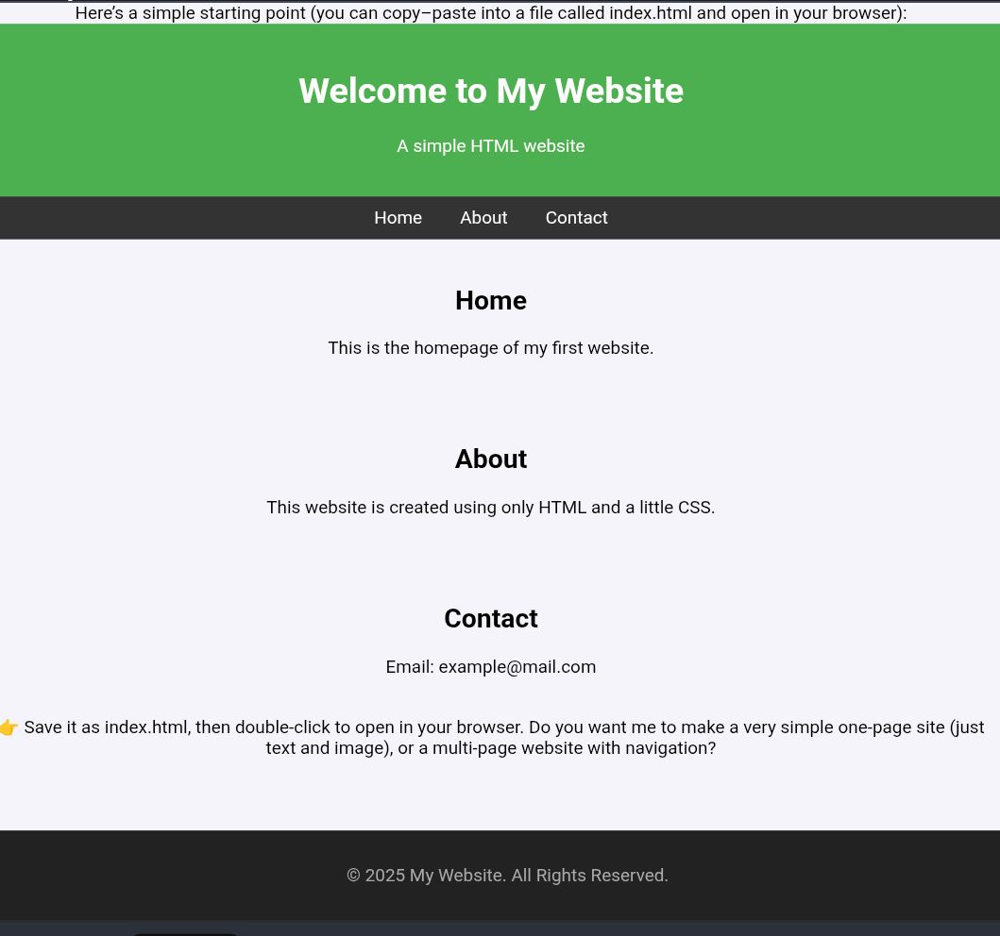 Here’s a simple starting point (you can copy–paste into a file called index.html and open in your browser):
Welcome to My Website
A simple HTML website
Home About Contact
Home
This is the homepage of my first website.
About
This website is created using only HTML and a little CSS.
Contact
Email: example@mail.com
👉 Save it as index.html, then double-click to open in your browser. Do you want me to make a very simple one-page site (just
text and image), or a multi-page website with navigation?
© 2025 My Website. All Rights Reserved.